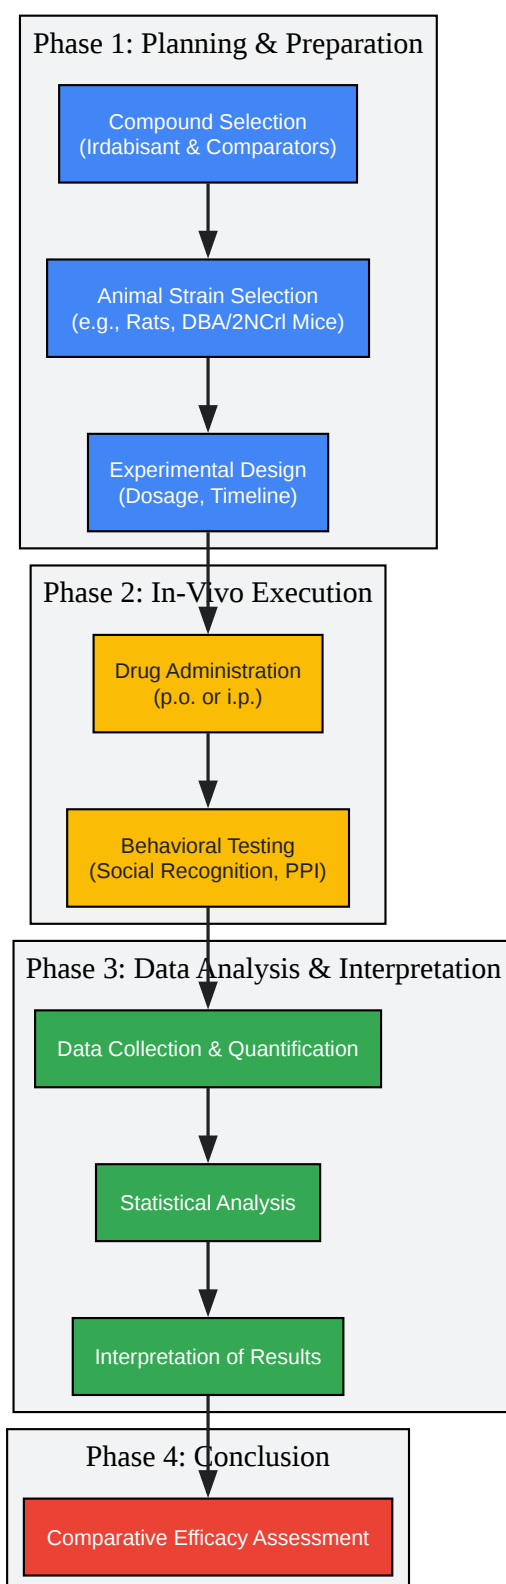 Phase 1: Planning & Preparation
Compound Selection
(Irdabisant & Comparators)
Animal Strain Selection
(e.g., Rats, DBA/2NCrl Mice)
Experimental Design
(Dosage, Timeline)
Phase 2: In-Vivo Execution
Drug Administration
(p.o. or i.p.)
Behavioral Testing
(Social Recognition, PPI)
Phase 3: Data Analysis & Interpretation
Data Collection & Quantification
Statistical Analysis
Interpretation of Results
Phase 4: Conclusion
Comparative Efficacy Assessment